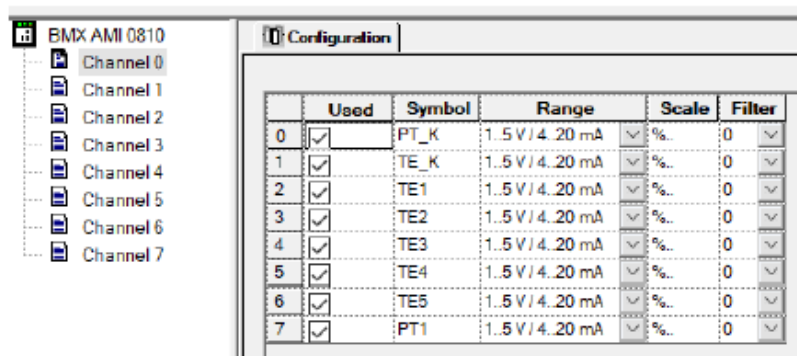 BMX AMI 0810
Channel 0
Channel 1
Channel 2
Channel 3
Channel 4
Channel 5
Channel 6
Channel 7
Configuration
Used Symbol Range Scale Filter
0 PT_K 1..5 V / 4..20 mA %.. 0
1 TE_K 1..5 V / 4..20 mA %.. 0
2 TE1 1..5 V / 4..20 mA %.. 0
3 TE2 1..5 V / 4..20 mA %.. 0
4 TE3 1..5 V / 4..20 mA %.. 0
5 TE4 1..5 V / 4..20 mA %.. 0
6 TE5 1..5 V / 4..20 mA %.. 0
7 PT1 1..5 V / 4..20 mA %.. 0